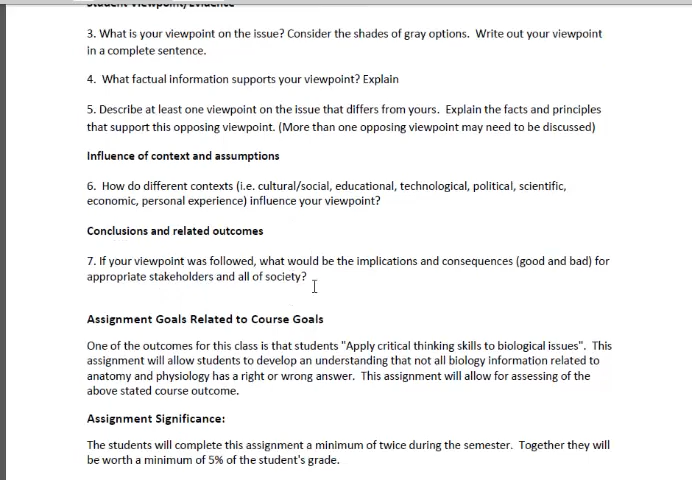 Student Viewpoint/Evidence
3. What is your viewpoint on the issue? Consider the shades of gray options. Write out your viewpoint
in a complete sentence.
4. What factual information supports your viewpoint? Explain
5. Describe at least one viewpoint on the issue that differs from yours. Explain the facts and principles
that support this opposing viewpoint. (More than one opposing viewpoint may need to be discussed)
Influence of context and assumptions
6. How do different contexts (i.e. cultural/social, educational, technological, political, scientific,
economic, personal experience) influence your viewpoint?
Conclusions and related outcomes
7. If your viewpoint was followed, what would be the implications and consequences (good and bad) for
appropriate stakeholders and all of society?
Assignment Goals Related to Course Goals
One of the outcomes for this class is that students "Apply critical thinking skills to biological issues". This
assignment will allow students to develop an understanding that not all biology information related to
anatomy and physiology has a right or wrong answer. This assignment will allow for assessing of the
above stated course outcome.
Assignment Significance:
The students will complete this assignment a minimum of twice during the semester. Together they will
be worth a minimum of 5% of the student's grade.